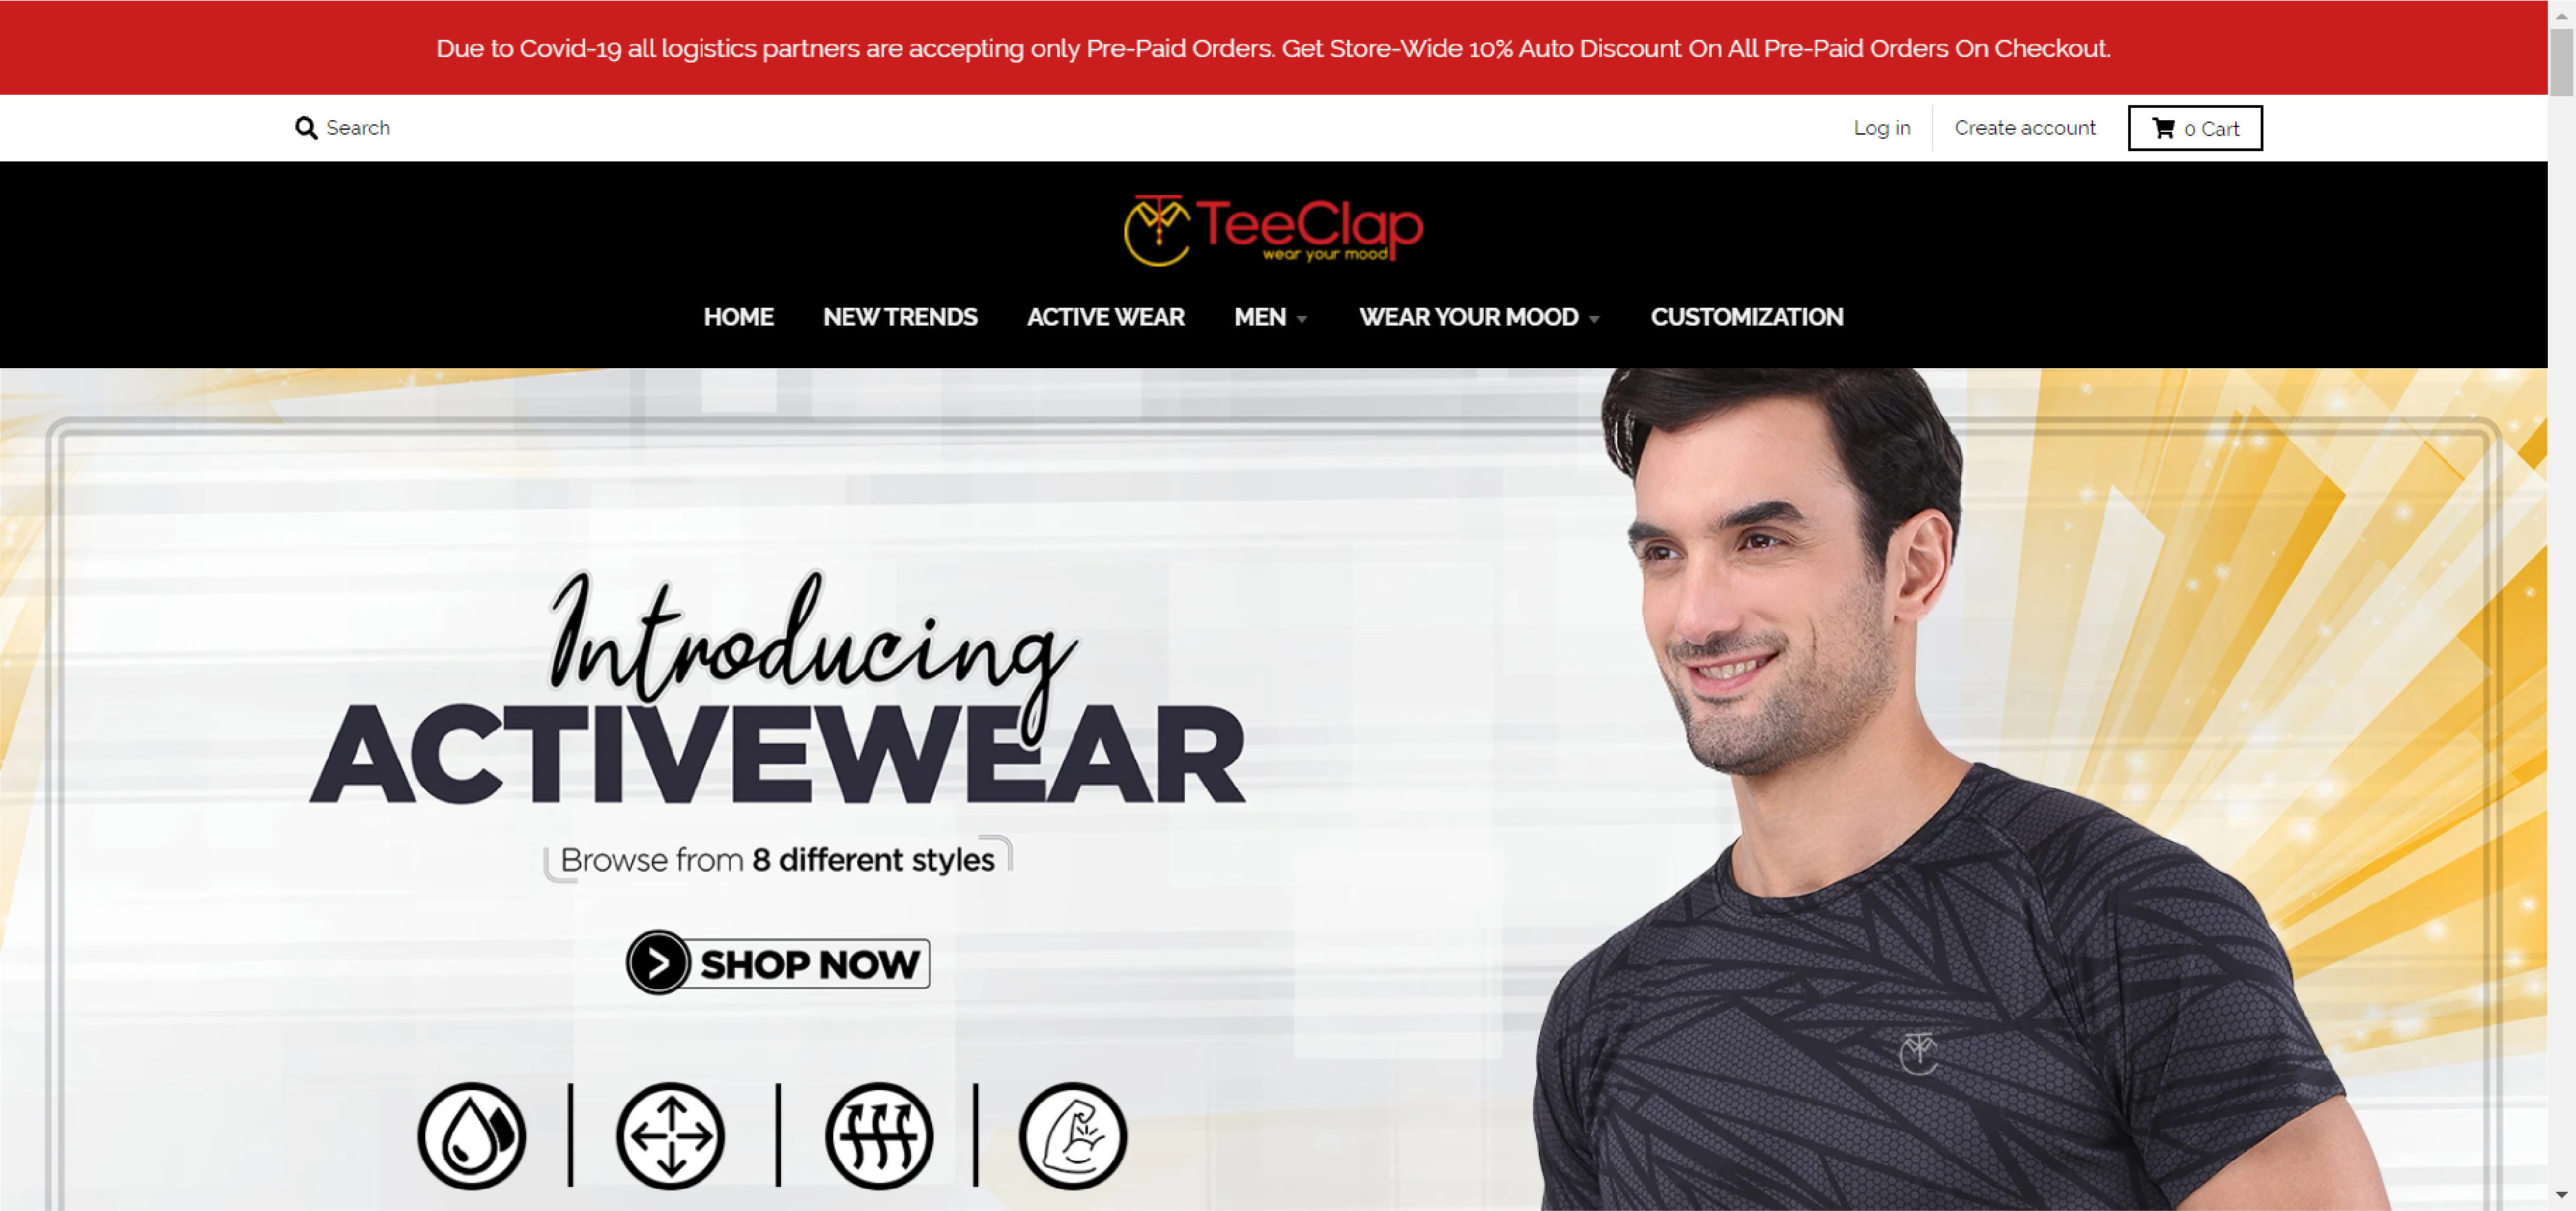 Due to Covid-19 all logistics partners are accepting only Pre-Paid Orders. Get Store-Wide 10% Auto Discount On All Pre-Paid Orders On Checkout.
Search
Log in
Create account
0 Cart
TeeClap
wear your mood
HOME NEW TRENDS ACTIVE WEAR MEN WEAR YOUR MOOD CUSTOMIZATION
Introducing
ACTIVEWEAR
Browse from 8 different styles
SHOP NOW